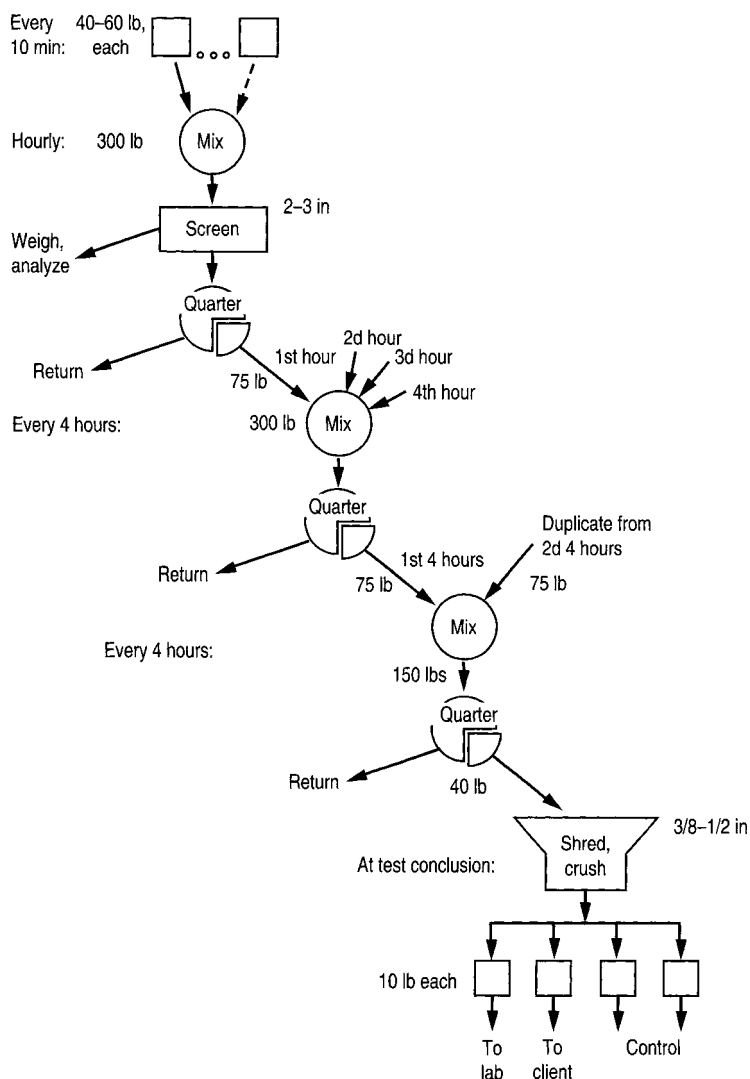 Every 40–60 lb,
10 min: each
Hourly: 300 lb Mix
2–3 in
Screen
Weigh,
analyze
Quarter
Return
1st hour
75 lb
2d hour
3d hour
4th hour
Every 4 hours:
300 lb Mix
Quarter
Return
1st 4 hours
75 lb
Duplicate from
2d 4 hours
75 lb
Mix
Every 4 hours:
150 lbs
Quarter
Return
40 lb
3/8–1/2 in
Shred,
crush
At test conclusion:
10 lb each
To
lab
To
client
Control